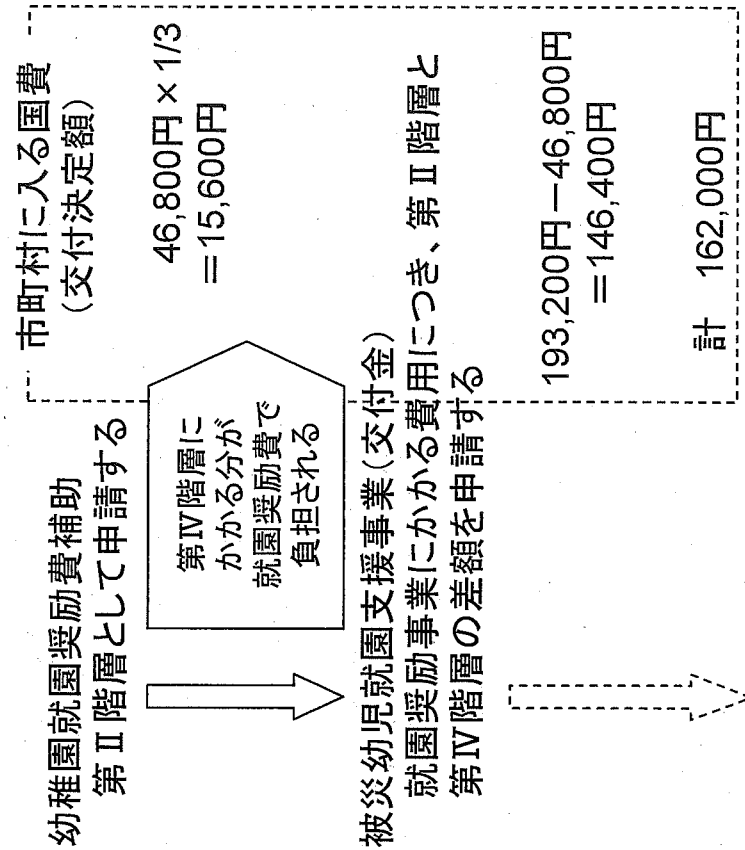 幼稚園就園奨励費補助
第Ⅱ階層として申請する
第Ⅳ階層に
かかる分が
就園奨励費で
負担される
市町村に入る国費
（交付決定額）
46,800円×1/3
＝15,600円
被災幼児就園支援事業（交付金）
就園奨励事業にかかる費用につき、第Ⅱ階層と
第Ⅳ階層の差額を申請する
193,200円－46,800円
＝146,400円
計　162,000円